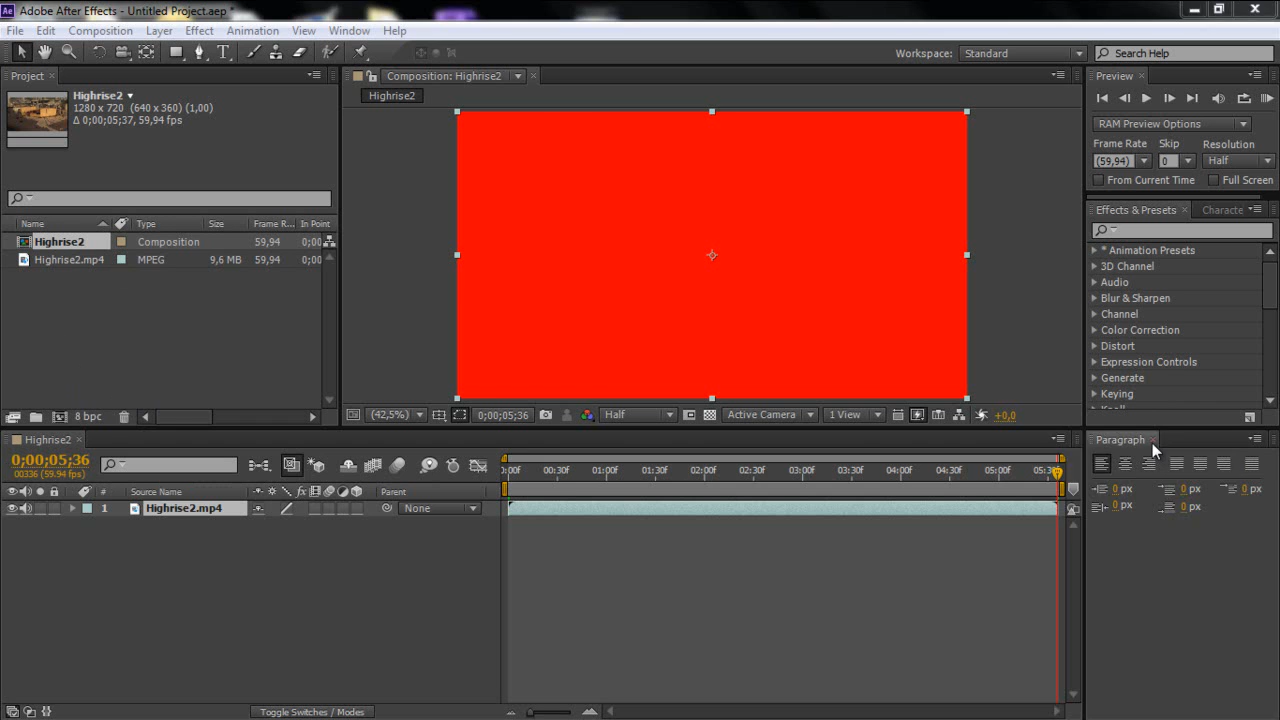 Ae Adobe After Effects - Untitled Project.aep *
File Edit Composition Layer Effect Animation View Window Help
Workspace: Standard Search Help
Project
Highrise2
1280 x 720 (640 x 360) (1,00)
Δ 0;00;05;37, 59,94 fps
Name Type Size Frame R... In Point
Highrise2 Composition 59,94 0;00
Highrise2.mp4 MPEG 9,6 MB 59,94 0;00
8 bpc
Composition: Highrise2
Highrise2
(42,5%) 0;00;05;36 Half Active Camera 1 View +0,0
Preview
RAM Preview Options
Frame Rate Skip Resolution
(59,94) 0 Half
From Current Time Full Screen
Effects & Presets Characte
* Animation Presets
3D Channel
Audio
Blur & Sharpen
Channel
Color Correction
Distort
Expression Controls
Generate
Keying
Highrise2
0;00;05;36
00336 (59.94 fps)
# Source Name Parent
1 Highrise2.mp4 None
:00f 00:30f 01:00f 01:30f 02:00f 02:30f 03:00f 03:30f 04:00f 04:30f 05:00f 05:30
Toggle Switches / Modes
Paragraph
0 px 0 px 0 px
0 px 0 px